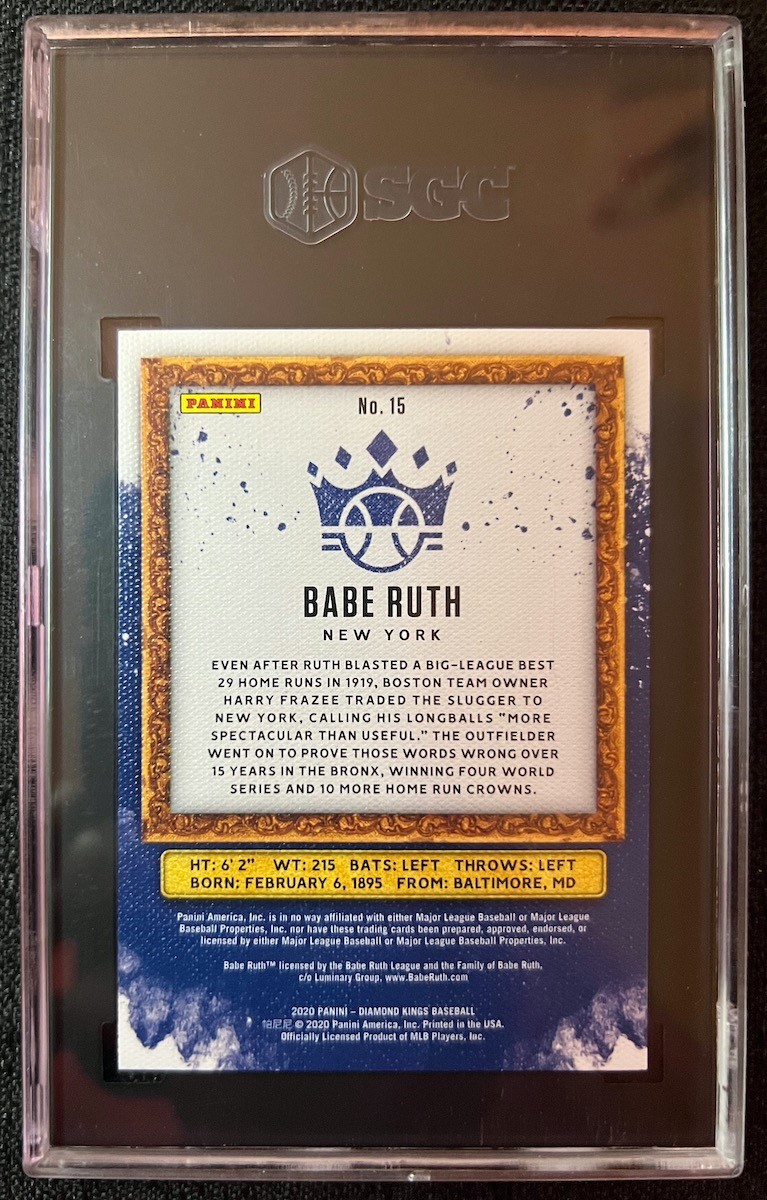 SGC
PANINI
No. 15
BABE RUTH
NEW YORK
EVEN AFTER RUTH BLASTED A BIG-LEAGUE BEST
29 HOME RUNS IN 1919, BOSTON TEAM OWNER
HARRY FRAZEE TRADED THE SLUGGER TO
NEW YORK, CALLING HIS LONGBALLS "MORE
SPECTACULAR THAN USEFUL." THE OUTFIELDER
WENT ON TO PROVE THOSE WORDS WRONG OVER
15 YEARS IN THE BRONX, WINNING FOUR WORLD
SERIES AND 10 MORE HOME RUN CROWNS.
HT: 6' 2" WT: 215 BATS: LEFT THROWS: LEFT
BORN: FEBRUARY 6, 1895 FROM: BALTIMORE, MD
Panini America, Inc. is in no way affiliated with either Major League Baseball or Major League
Baseball Properties, Inc. nor have these trading cards been prepared, approved, endorsed, or
licensed by either Major League Baseball or Major League Baseball Properties, Inc.
Babe Ruth™ licensed by the Babe Ruth League and the Family of Babe Ruth,
c/o Luminary Group, www.BabeRuth.com
2020 PANINI – DIAMOND KINGS BASEBALL
帕尼尼 © 2020 Panini America, Inc. Printed in the USA.
Officially Licensed Product of MLB Players, Inc.